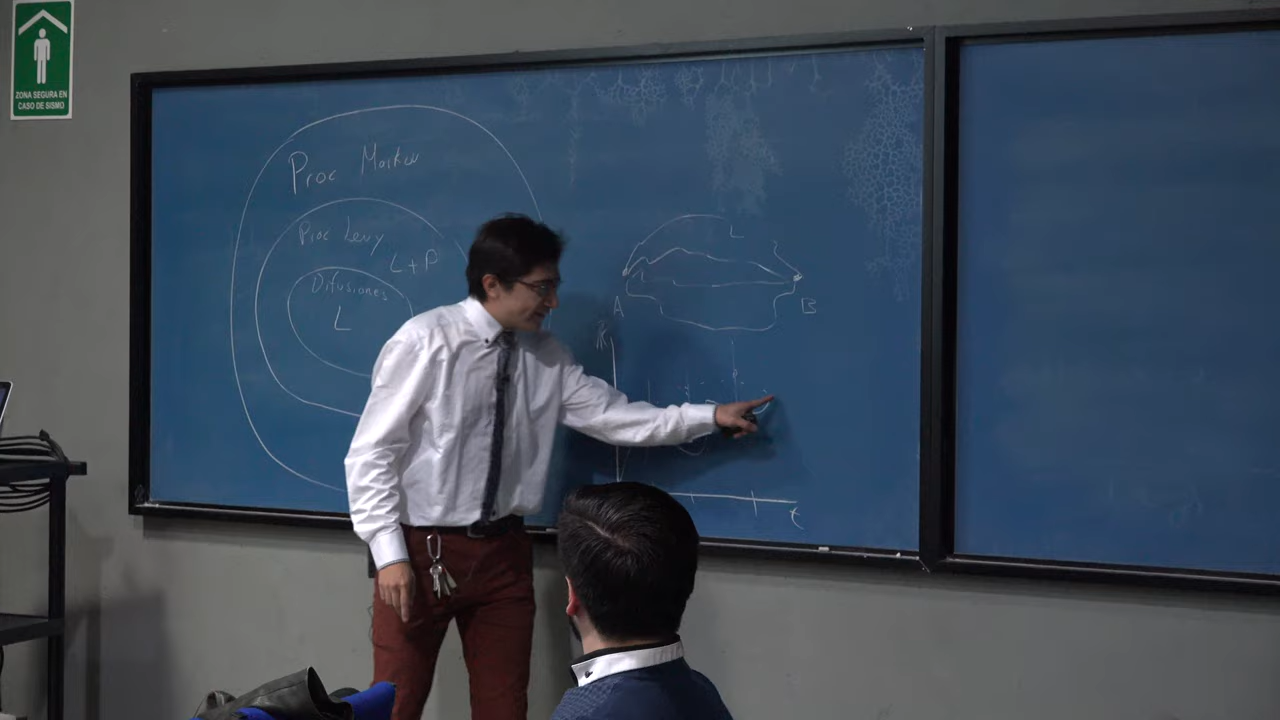 ZONA SEGURA EN
CASO DE SISMO
Proc Markov
Proc Levy
L+P
Difusiones
L
L
A
B
X
t